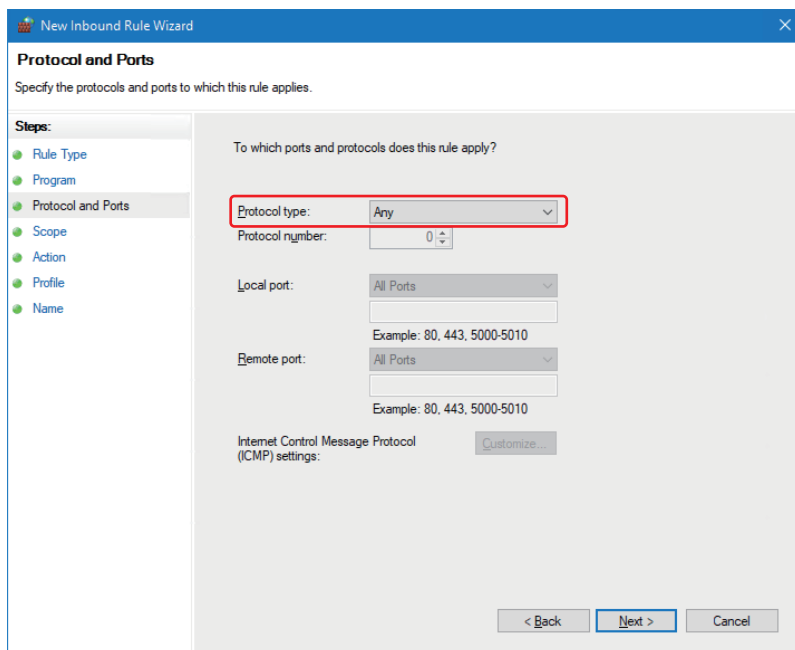 New Inbound Rule Wizard
Protocol and Ports
Specify the protocols and ports to which this rule applies.
Steps:
Rule Type
Program
Protocol and Ports
Scope
Action
Profile
Name
To which ports and protocols does this rule apply?
Protocol type: Any
Protocol number: 0
Local port: All Ports
Example: 80, 443, 5000-5010
Remote port: All Ports
Example: 80, 443, 5000-5010
Internet Control Message Protocol
(ICMP) settings: Customize...
< Back Next > Cancel